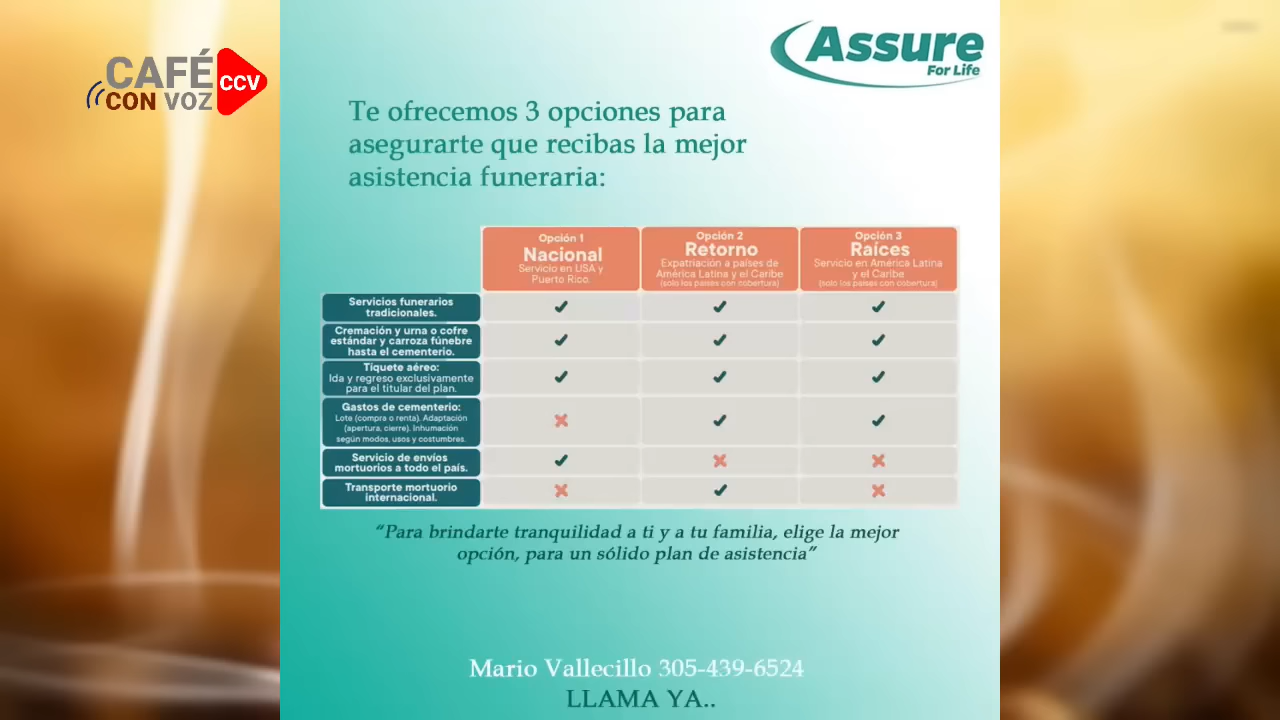 CAFÉ
CON VOZ
CCV
Assure
For Life
Te ofrecemos 3 opciones para
asegurarte que recibas la mejor
asistencia funeraria:
Opción 1
Nacional
Servicio en USA y
Puerto Rico
Opción 2
Retorno
Expatriación a países de
América Latina y el Caribe
(solo los países con cobertura)
Opción 3
Raíces
Servicio en América Latina
y el Caribe
(solo los países con cobertura)
Servicios funerarios
tradicionales.
Cremación y urna o cofre
estándar y carroza fúnebre
hasta el cementerio.
Tíquete aéreo:
Ida y regreso exclusivamente
para el titular del plan.
Gastos de cementerio:
Lote (compra o renta). Adaptación
(apertura, cierre). Inhumación
según modos, usos y costumbres.
Servicio de envíos
mortuorios a todo el país.
Transporte mortuorio
internacional.
“Para brindarte tranquilidad a ti y a tu familia, elige la mejor
opción, para un sólido plan de asistencia”
Mario Vallecillo 305-439-6524
LLAMA YA..